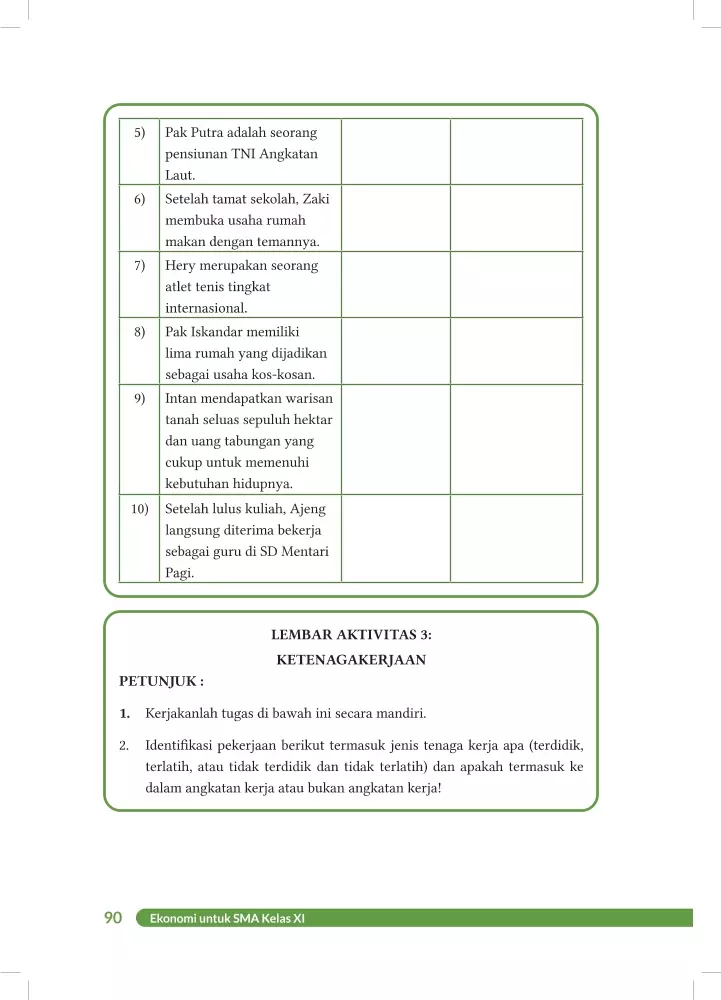 5) Pak Putra adalah seorang
pensiunan TNI Angkatan
Laut.
6) Setelah tamat sekolah, Zaki
membuka usaha rumah
makan dengan temannya.
7) Hery merupakan seorang
atlet tenis tingkat
internasional.
8) Pak Iskandar memiliki
lima rumah yang dijadikan
sebagai usaha kos-kosan.
9) Intan mendapatkan warisan
tanah seluas sepuluh hektar
dan uang tabungan yang
cukup untuk memenuhi
kebutuhan hidupnya.
10) Setelah lulus kuliah, Ajeng
langsung diterima bekerja
sebagai guru di SD Mentari
Pagi.
LEMBAR AKTIVITAS 3:
KETENAGAKERJAAN
PETUNJUK :
1. Kerjakanlah tugas di bawah ini secara mandiri.
2. Identifikasi pekerjaan berikut termasuk jenis tenaga kerja apa (terdidik,
terlatih, atau tidak terdidik dan tidak terlatih) dan apakah termasuk ke
dalam angkatan kerja atau bukan angkatan kerja!
90 Ekonomi untuk SMA Kelas XI